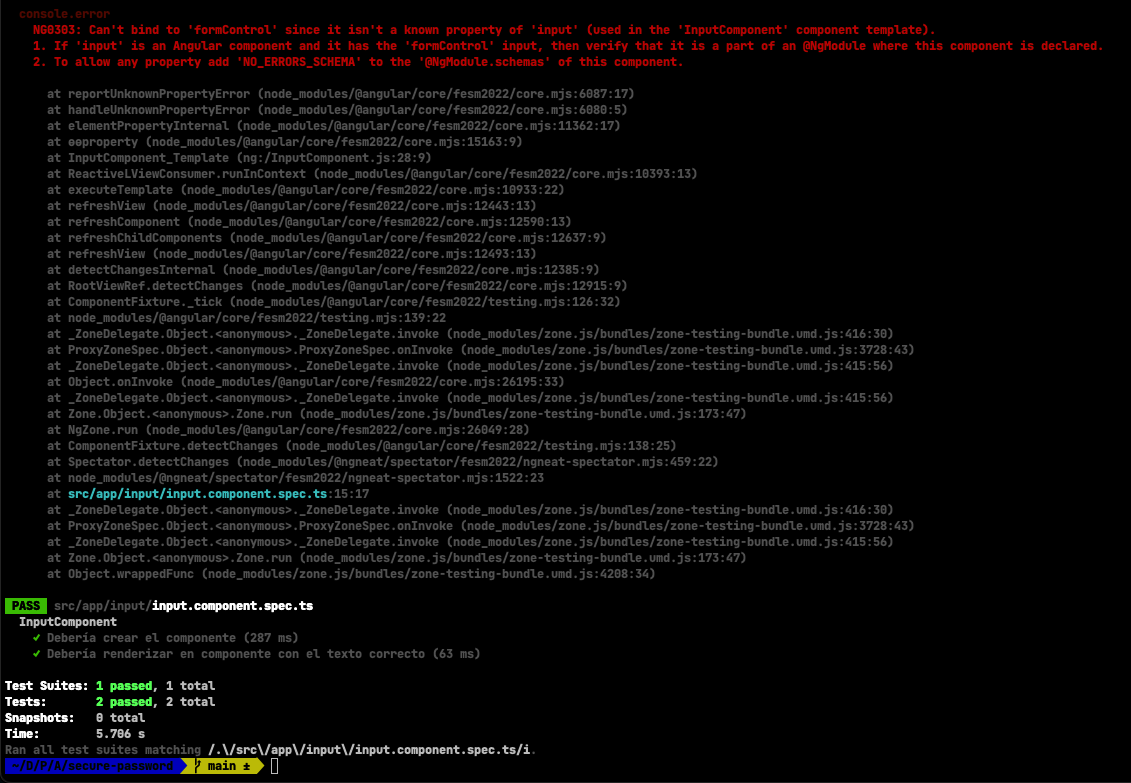 console.error
NG0303: Can't bind to 'formControl' since it isn't a known property of 'input' (used in the 'InputComponent' component template).
1. If 'input' is an Angular component and it has the 'formControl' input, then verify that it is a part of an @NgModule where this component is declared.
2. To allow any property add 'NO_ERRORS_SCHEMA' to the '@NgModule.schemas' of this component.
at reportUnknownPropertyError (node_modules/@angular/core/fesm2022/core.mjs:6087:17)
at handleUnknownPropertyError (node_modules/@angular/core/fesm2022/core.mjs:6080:5)
at elementPropertyInternal (node_modules/@angular/core/fesm2022/core.mjs:11362:17)
at ɵɵproperty (node_modules/@angular/core/fesm2022/core.mjs:15163:9)
at InputComponent_Template (ng:/InputComponent.js:28:9)
at ReactiveLViewConsumer.runInContext (node_modules/@angular/core/fesm2022/core.mjs:10393:13)
at executeTemplate (node_modules/@angular/core/fesm2022/core.mjs:10933:22)
at refreshView (node_modules/@angular/core/fesm2022/core.mjs:12443:13)
at refreshComponent (node_modules/@angular/core/fesm2022/core.mjs:12590:13)
at refreshChildComponents (node_modules/@angular/core/fesm2022/core.mjs:12637:9)
at refreshView (node_modules/@angular/core/fesm2022/core.mjs:12493:13)
at detectChangesInternal (node_modules/@angular/core/fesm2022/core.mjs:12385:9)
at RootViewRef.detectChanges (node_modules/@angular/core/fesm2022/core.mjs:12915:9)
at ComponentFixture._tick (node_modules/@angular/core/fesm2022/testing.mjs:126:32)
at node_modules/@angular/core/fesm2022/testing.mjs:139:22
at _ZoneDelegate.Object.<anonymous>._ZoneDelegate.invoke (node_modules/zone.js/bundles/zone-testing-bundle.umd.js:416:30)
at ProxyZoneSpec.Object.<anonymous>.ProxyZoneSpec.onInvoke (node_modules/zone.js/bundles/zone-testing-bundle.umd.js:3728:43)
at _ZoneDelegate.Object.<anonymous>._ZoneDelegate.invoke (node_modules/zone.js/bundles/zone-testing-bundle.umd.js:415:56)
at Object.onInvoke (node_modules/@angular/core/fesm2022/core.mjs:26195:33)
at _ZoneDelegate.Object.<anonymous>._ZoneDelegate.invoke (node_modules/zone.js/bundles/zone-testing-bundle.umd.js:415:56)
at Zone.Object.<anonymous>.Zone.run (node_modules/zone.js/bundles/zone-testing-bundle.umd.js:173:47)
at NgZone.run (node_modules/@angular/core/fesm2022/core.mjs:26049:28)
at ComponentFixture.detectChanges (node_modules/@angular/core/fesm2022/testing.mjs:138:25)
at Spectator.detectChanges (node_modules/@ngneat/spectator/fesm2022/ngneat-spectator.mjs:459:22)
at node_modules/@ngneat/spectator/fesm2022/ngneat-spectator.mjs:1522:23
at src/app/input/input.component.spec.ts:15:17
at _ZoneDelegate.Object.<anonymous>._ZoneDelegate.invoke (node_modules/zone.js/bundles/zone-testing-bundle.umd.js:416:30)
at ProxyZoneSpec.Object.<anonymous>.ProxyZoneSpec.onInvoke (node_modules/zone.js/bundles/zone-testing-bundle.umd.js:3728:43)
at _ZoneDelegate.Object.<anonymous>._ZoneDelegate.invoke (node_modules/zone.js/bundles/zone-testing-bundle.umd.js:415:56)
at Zone.Object.<anonymous>.Zone.run (node_modules/zone.js/bundles/zone-testing-bundle.umd.js:173:47)
at Object.wrappedFunc (node_modules/zone.js/bundles/zone-testing-bundle.umd.js:4208:34)
PASS src/app/input/input.component.spec.ts
InputComponent
✓ Debería crear el componente (287 ms)
✓ Debería renderizar en componente con el texto correcto (63 ms)
Test Suites: 1 passed, 1 total
Tests: 2 passed, 2 total
Snapshots: 0 total
Time: 5.706 s
Ran all test suites matching /.\/src\/app\/input\/input.component.spec.ts/i.
~/D/P/A/secure-password main ±